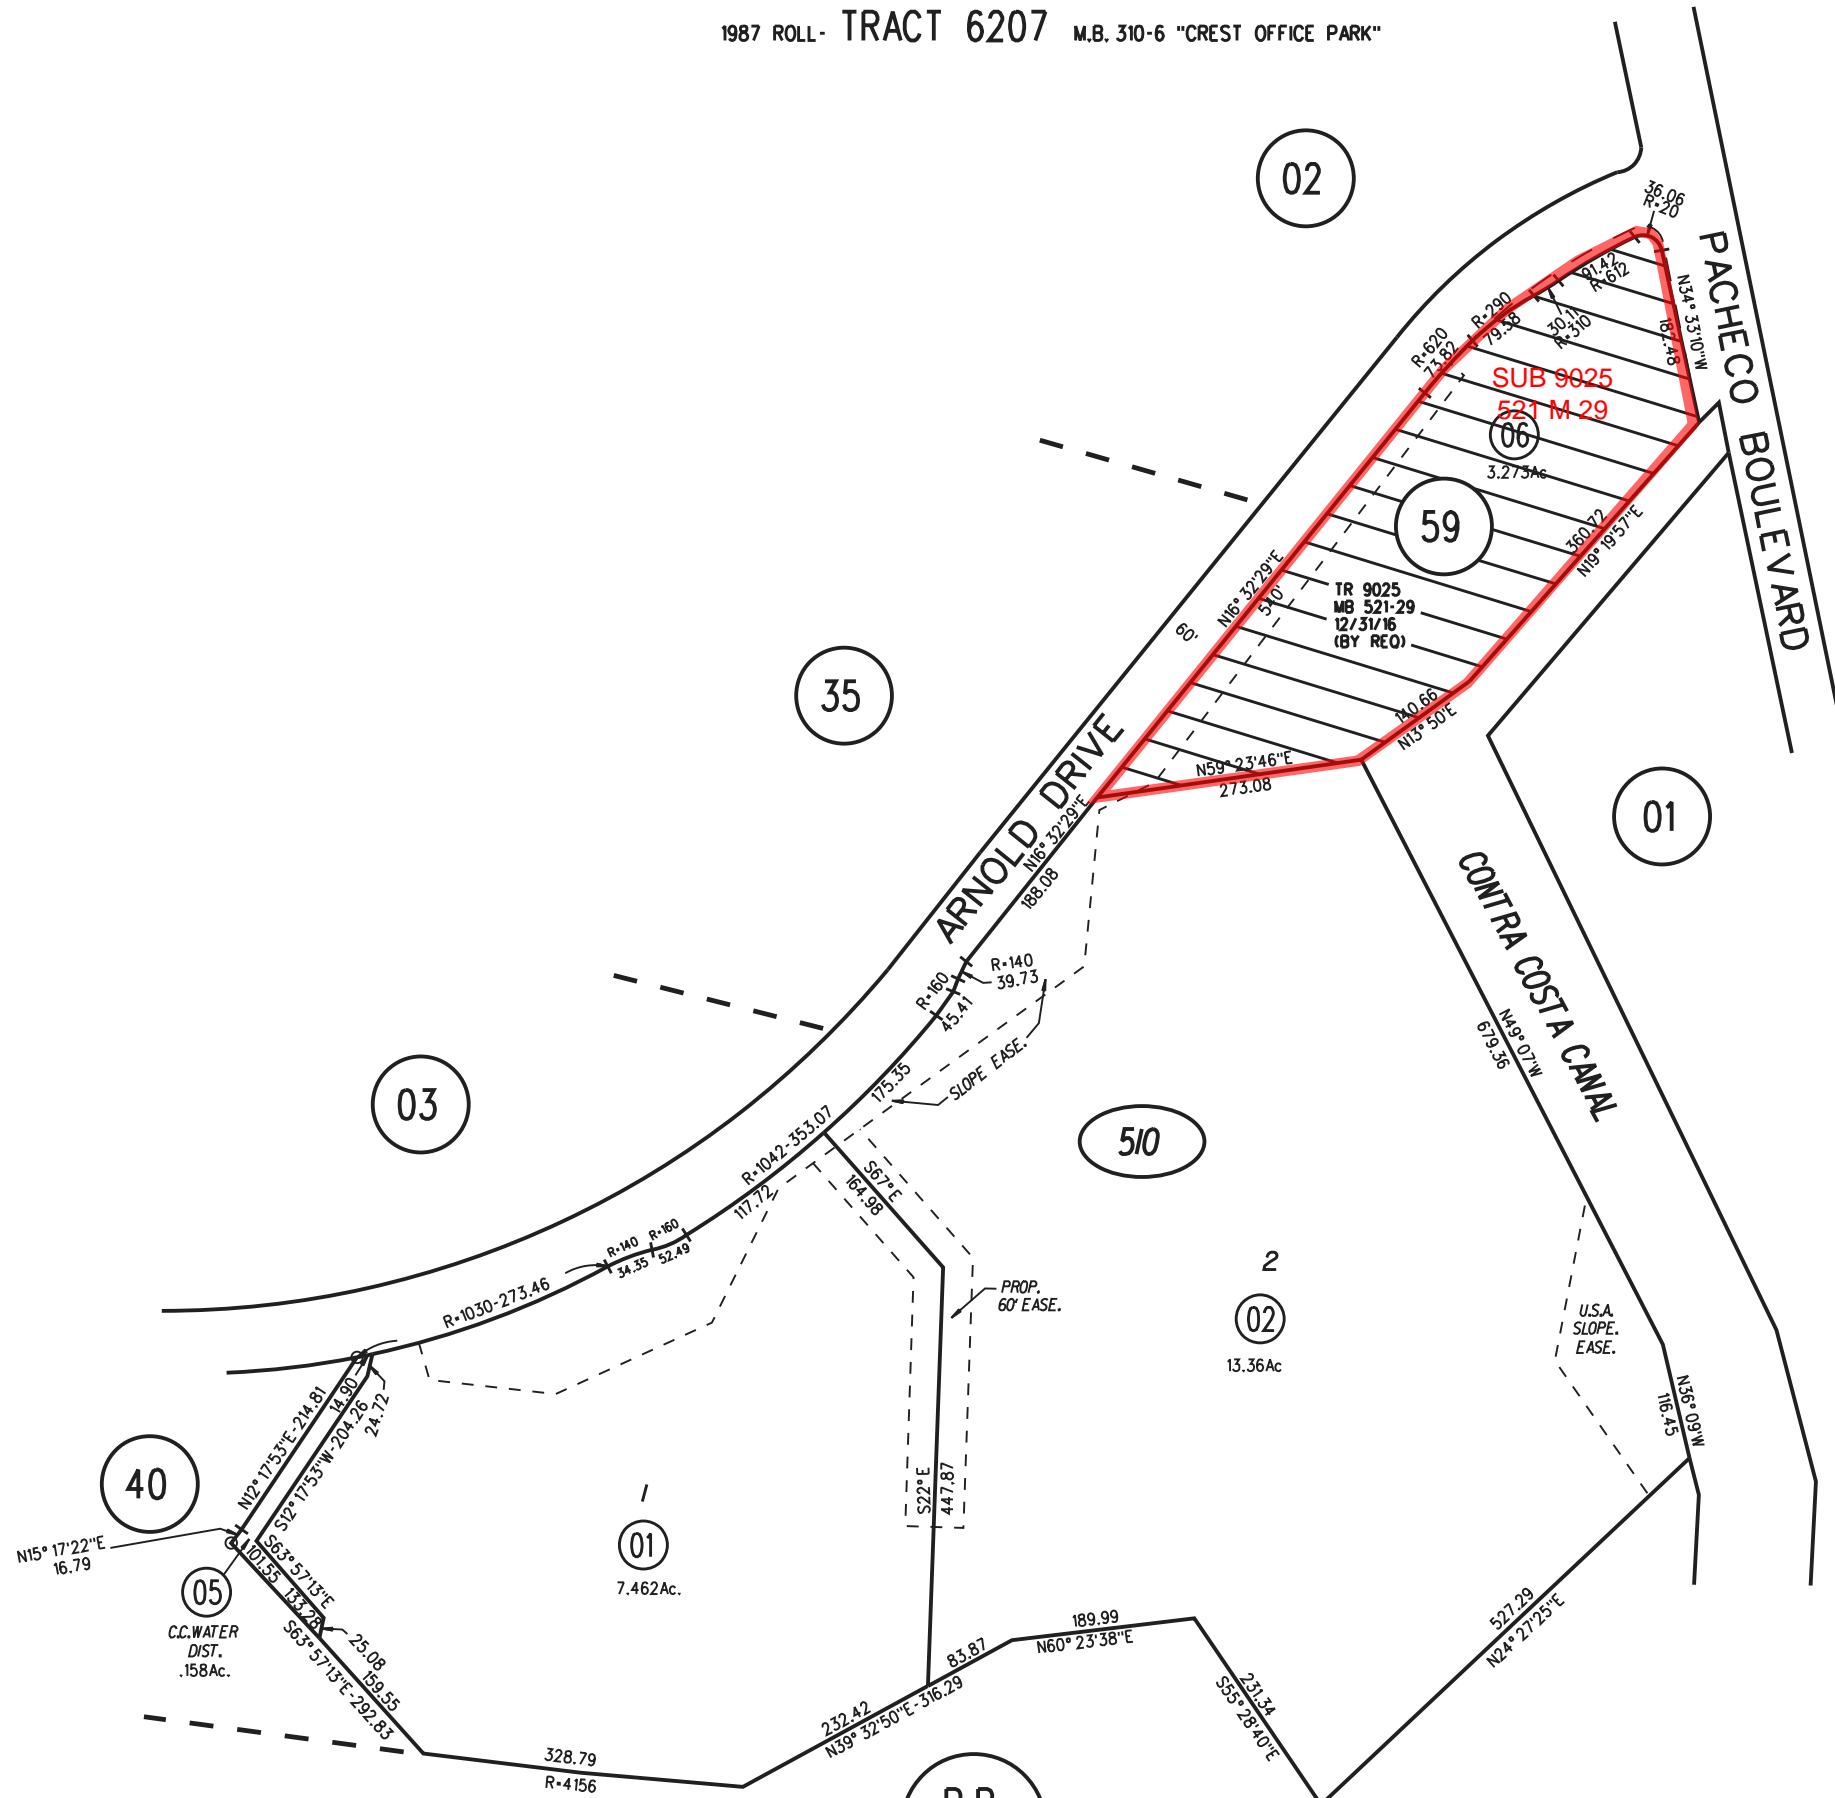 1987 ROLL- TRACT 6207 M.B. 310-6 "CREST OFFICE PARK"
02
36.06
R=20
PACHECO BOULEVARD
N34° 33'10"W
182.48
91.42
R=612
30.11
R=310
R=290
79.58
R=620
73.82
SUB 9025
521 M 29
06
3.273Ac
59
360.72
N19° 19'57"E
TR 9025
MB 521-29
12/31/16
(BY REQ)
N16° 32'29"E
540'
60'
35
140.66
N13° 50'E
N59° 23'46"E
273.08
01
ARNOLD DRIVE
N16° 32'29"E
188.08
CONTRA COSTA CANAL
R=140
39.73
R=160
45.41
SLOPE EASE.
175.35
N49° 07'W
679.36
03
510
R=1042-353.07
117.72
S67°E
164.98
R=140
34.35
R=160
52.49
R=1030-273.46
PROP.
60' EASE.
2
02
13.36Ac
U.S.A.
SLOPE.
EASE.
N36° 09'W
116.45
14.90
24.72
N12° 17'53"E-214.81
S12° 17'53"W-204.26
40
S22°E
447.87
N15° 17'22"E
16.79
1
01
7.462Ac.
05
C.C.WATER
DIST.
.158Ac.
101.55
S63° 57'13"E
133.28
25.08
159.55
S63° 57'13"E-292.83
527.29
N24° 27'25"E
189.99
N60° 23'38"E
83.87
232.42
N39° 32'50"E-316.29
231.34
S55° 28'40"E
328.79
R=4156